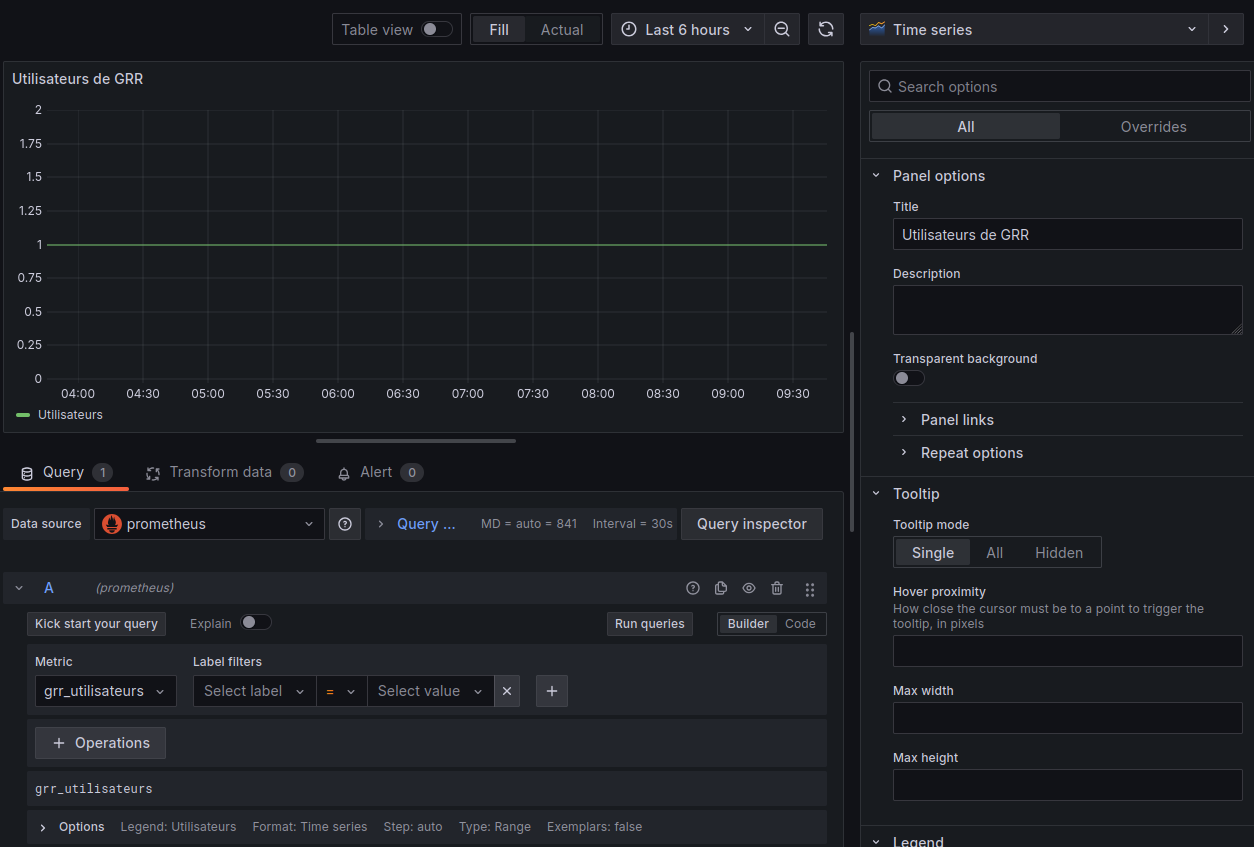 Table view Fill Actual Last 6 hours Time series
Utilisateurs de GRR
2
1.75
1.5
1.25
1
0.75
0.5
0.25
0
04:00 04:30 05:00 05:30 06:00 06:30 07:00 07:30 08:00 08:30 09:00 09:30
Utilisateurs
Query 1 Transform data 0 Alert 0
Data source prometheus Query ... MD = auto = 841 Interval = 30s Query inspector
A (prometheus)
Kick start your query Explain Run queries Builder Code
Metric Label filters
grr_utilisateurs Select label = Select value
+ Operations
grr_utilisateurs
Options Legend: Utilisateurs Format: Time series Step: auto Type: Range Exemplars: false
Search options
All Overrides
Panel options
Title
Utilisateurs de GRR
Description
Transparent background
Panel links
Repeat options
Tooltip
Tooltip mode
Single All Hidden
Hover proximity
How close the cursor must be to a point to trigger the
tooltip, in pixels
Max width
Max height
Legend